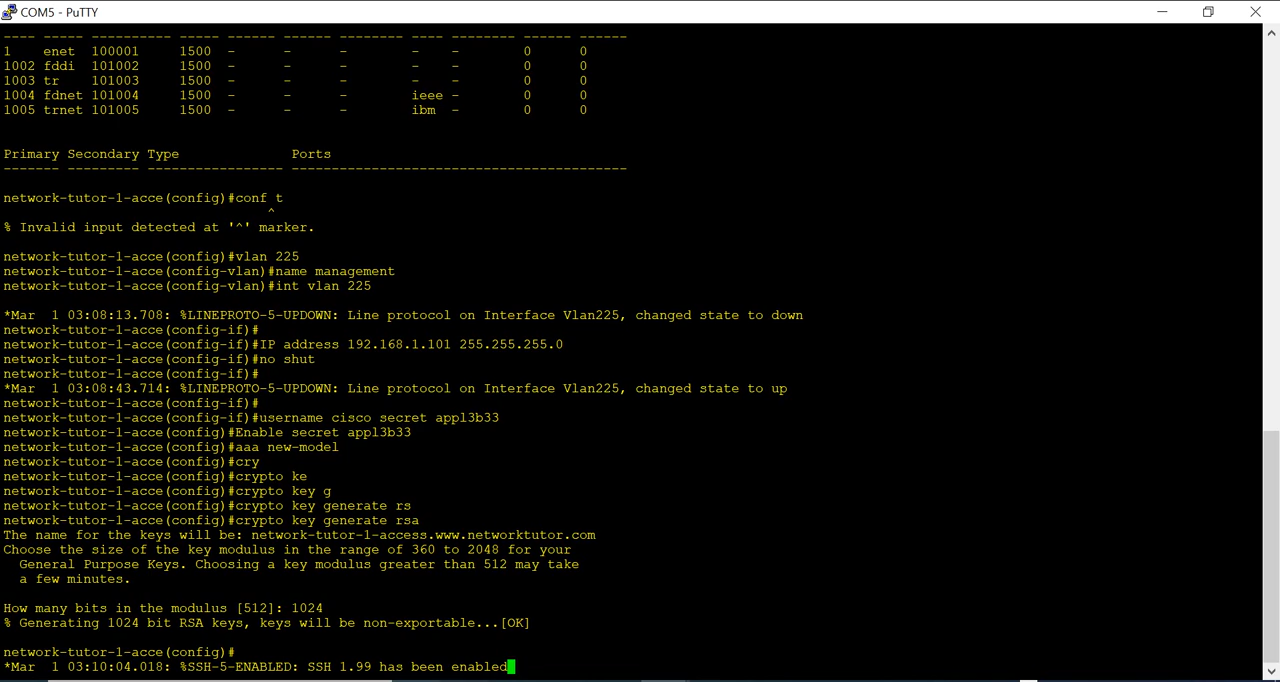 COM5 - PuTTY
---- ----- ---------- ----- ------ ------ -------- ---- -------- ------ ------
1    enet  100001     1500  -      -      -        -    -        0      0
1002 fddi  101002     1500  -      -      -        -    -        0      0
1003 tr    101003     1500  -      -      -        -    -        0      0
1004 fdnet 101004     1500  -      -      -        ieee -        0      0
1005 trnet 101005     1500  -      -      -        ibm  -        0      0
Primary Secondary Type              Ports
------- --------- ----------------- ------------------------------------------
network-tutor-1-acce(config)#conf t
^
% Invalid input detected at '^' marker.
network-tutor-1-acce(config)#vlan 225
network-tutor-1-acce(config-vlan)#name management
network-tutor-1-acce(config-vlan)#int vlan 225
*Mar  1 03:08:13.708: %LINEPROTO-5-UPDOWN: Line protocol on Interface Vlan225, changed state to down
network-tutor-1-acce(config-if)#
network-tutor-1-acce(config-if)#IP address 192.168.1.101 255.255.255.0
network-tutor-1-acce(config-if)#no shut
network-tutor-1-acce(config-if)#
*Mar  1 03:08:43.714: %LINEPROTO-5-UPDOWN: Line protocol on Interface Vlan225, changed state to up
network-tutor-1-acce(config-if)#
network-tutor-1-acce(config-if)#username cisco secret appl3b33
network-tutor-1-acce(config)#Enable secret appl3b33
network-tutor-1-acce(config)#aaa new-model
network-tutor-1-acce(config)#cry
network-tutor-1-acce(config)#crypto ke
network-tutor-1-acce(config)#crypto key g
network-tutor-1-acce(config)#crypto key generate rs
network-tutor-1-acce(config)#crypto key generate rsa
The name for the keys will be: network-tutor-1-access.www.networktutor.com
Choose the size of the key modulus in the range of 360 to 2048 for your
  General Purpose Keys. Choosing a key modulus greater than 512 may take
  a few minutes.
How many bits in the modulus [512]: 1024
% Generating 1024 bit RSA keys, keys will be non-exportable...[OK]
network-tutor-1-acce(config)#
*Mar  1 03:10:04.018: %SSH-5-ENABLED: SSH 1.99 has been enabled